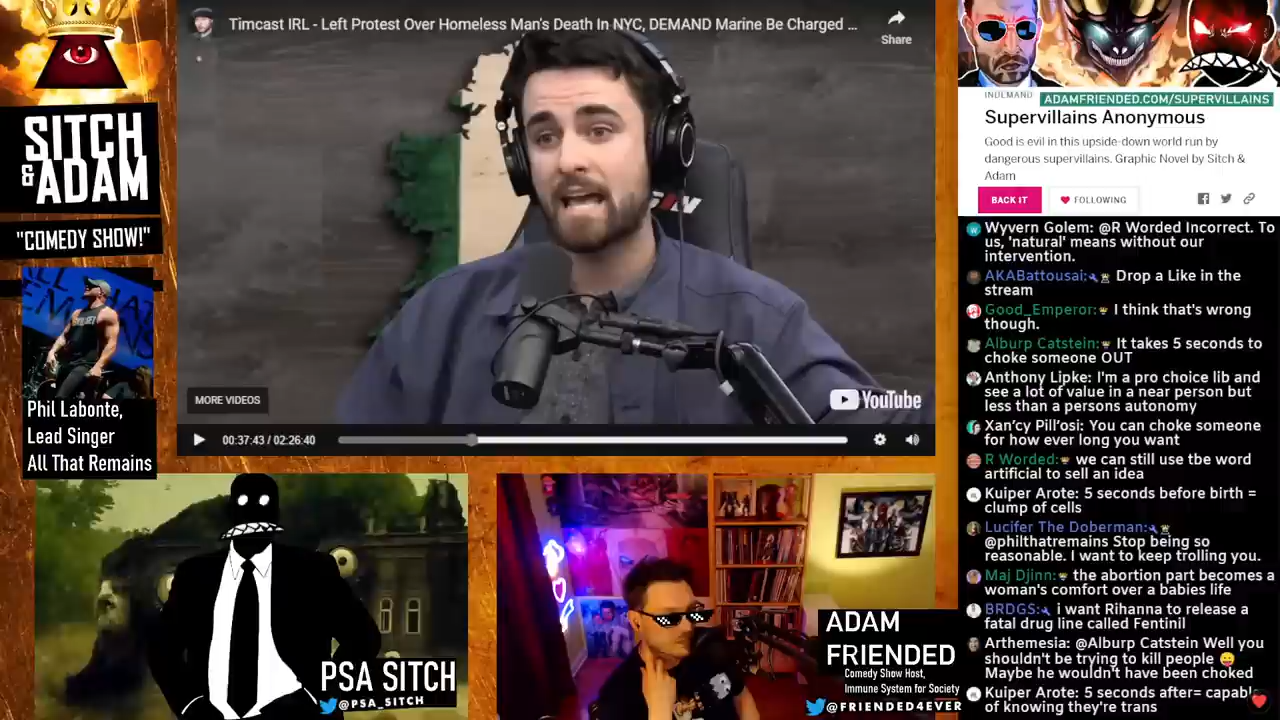 Timcast IRL - Left Protest Over Homeless Man's Death In NYC, DEMAND Marine Be Charged ...
Share
SITCH
& ADAM
"COMEDY SHOW!"
Phil Labonte,
Lead Singer
All That Remains
MORE VIDEOS
YouTube
00:37:43 / 02:26:40
PSA SITCH
@PSA_SITCH
ADAM
FRIENDED
Comedy Show Host,
Immune System for Society
@FRIENDED4EVER
INDEMAND
ADAMFRIENDED.COM/SUPERVILLAINS
Supervillains Anonymous
Good is evil in this upside-down world run by
dangerous supervillains. Graphic Novel by Sitch &
Adam
BACK IT
FOLLOWING
Wyvern Golem: @R Worded Incorrect. To
us, 'natural' means without our
intervention.
AKABattousai: Drop a Like in the
stream
Good_Emperor: I think that's wrong
though.
Alburp Catstein: It takes 5 seconds to
choke someone OUT
Anthony Lipke: I'm a pro choice lib and
see a lot of value in a near person but
less than a persons autonomy
Xan'cy Pill'osi: You can choke someone
for how ever long you want
R Worded: we can still use tbe word
artificial to sell an idea
Kuiper Arote: 5 seconds before birth =
clump of cells
Lucifer The Doberman:
@philthatremains Stop being so
reasonable. I want to keep trolling you.
Maj Djinn: the abortion part becomes a
woman's comfort over a babies life
BRDGS: i want Rihanna to release a
fatal drug line called Fentinil
Arthemesia: @Alburp Catstein Well you
shouldn't be trying to kill people 😛
Maybe he wouldn't have been choked
Kuiper Arote: 5 seconds after= capable
of knowing they're trans